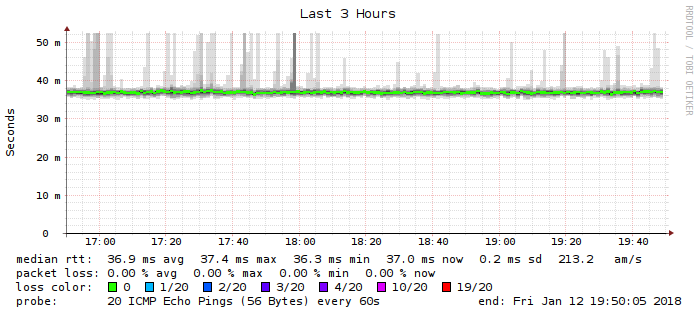 Last 3 Hours
RRDTOOL / TOBI OETIKER
Seconds
50 m
40 m
30 m
20 m
10 m
0
17:00 17:20 17:40 18:00 18:20 18:40 19:00 19:20 19:40
median rtt: 36.9 ms avg 37.4 ms max 36.3 ms min 37.0 ms now 0.2 ms sd 213.2 am/s
packet loss: 0.00 % avg 0.00 % max 0.00 % min 0.00 % now
loss color: 0 1/20 2/20 3/20 4/20 10/20 19/20
probe: 20 ICMP Echo Pings (56 Bytes) every 60s end: Fri Jan 12 19:50:05 2018